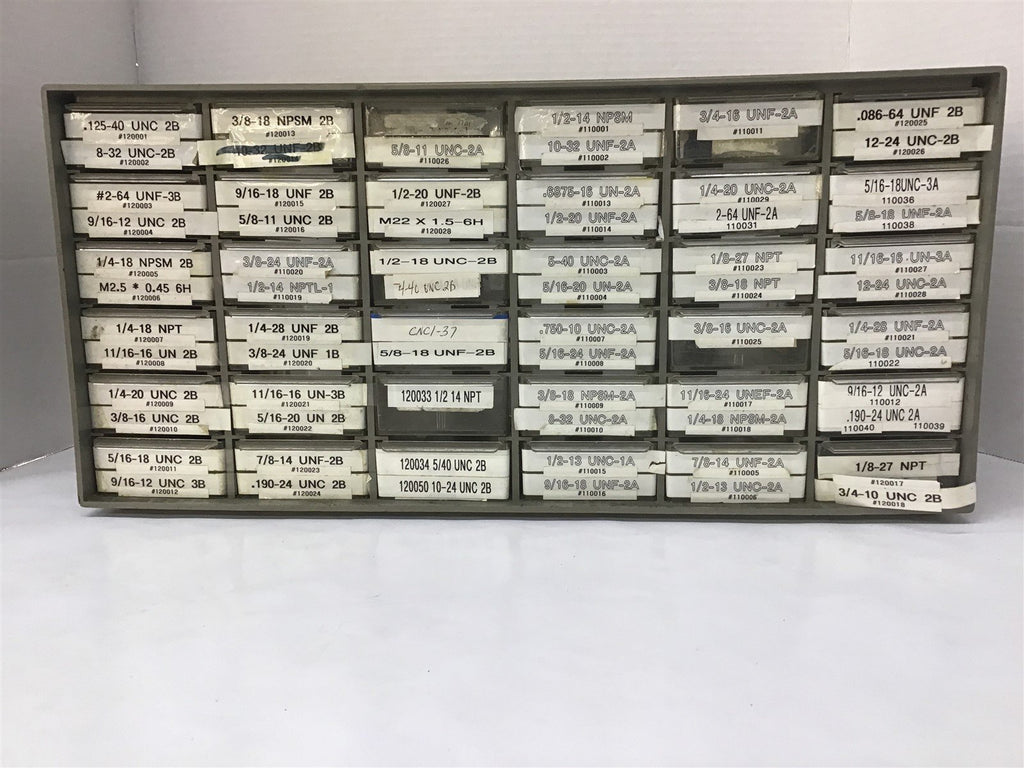 .125-40 UNC 2B
#120001
8-32 UNC-2B
#120002
3/8-18 NPSM 2B
#120013
10-32 UNF-2B
#120014
5/8-11 UNC-2A
#110026
1/2-14 NPSM
#110001
10-32 UNF-2A
#110002
3/4-16 UNF-2A
#110011
.086-64 UNF 2B
#120025
12-24 UNC-2B
#120026
#2-64 UNF-3B
#120003
9/16-12 UNC 2B
#120004
9/16-18 UNF 2B
#120015
5/8-11 UNC 2B
#120016
1/2-20 UNF-2B
#120027
M22 X 1.5-6H
#120028
.6875-16 UN-2A
#110013
1/2-20 UNF-2A
#110014
1/4-20 UNC-2A
#110029
2-64 UNF-2A
110031
5/16-18UNC-3A
110036
5/8-18 UNF-2A
110038
1/4-18 NPSM 2B
#120005
M2.5 * 0.45 6H
#120006
3/8-24 UNF-2A
#110020
1/2-14 NPTL-1
#110019
1/2-18 UNC-2B
4-40 UNC 2B
5-40 UNC-2A
#110003
5/16-20 UN-2A
#110004
1/8-27 NPT
#110023
3/8-18 NPT
#110024
11/16-16 UN-3A
#110027
12-24 UNC-2A
#110028
1/4-18 NPT
#120007
11/16-16 UN 2B
#120008
1/4-28 UNF 2B
#120019
3/8-24 UNF 1B
#120020
CNC1-37
5/8-18 UNF-2B
.750-10 UNC-2A
#110007
5/16-24 UNF-2A
#110008
3/8-16 UNC-2A
#110025
1/4-28 UNF-2A
#110021
5/16-18 UNC-2A
110022
1/4-20 UNC 2B
#120009
3/8-16 UNC 2B
#120010
11/16-16 UN-3B
#120021
5/16-20 UN 2B
#120022
120033 1/2 14 NPT
3/8-18 NPSM-2A
#110009
8-32 UNC-2A
#110010
11/16-24 UNEF-2A
#110017
1/4-18 NPSM-2A
#110018
9/16-12 UNC-2A
110012
.190-24 UNC 2A
110040 110039
5/16-18 UNC 2B
#120011
9/16-12 UNC 3B
#120012
7/8-14 UNF-2B
#120023
.190-24 UNC 2B
#120024
120034 5/40 UNC 2B
120050 10-24 UNC 2B
1/2-13 UNC-1A
#110015
9/16-18 UNF-2A
#110016
7/8-14 UNF-2A
#110005
1/2-13 UNC-2A
#110006
1/8-27 NPT
#120017
3/4-10 UNC 2B
#120018